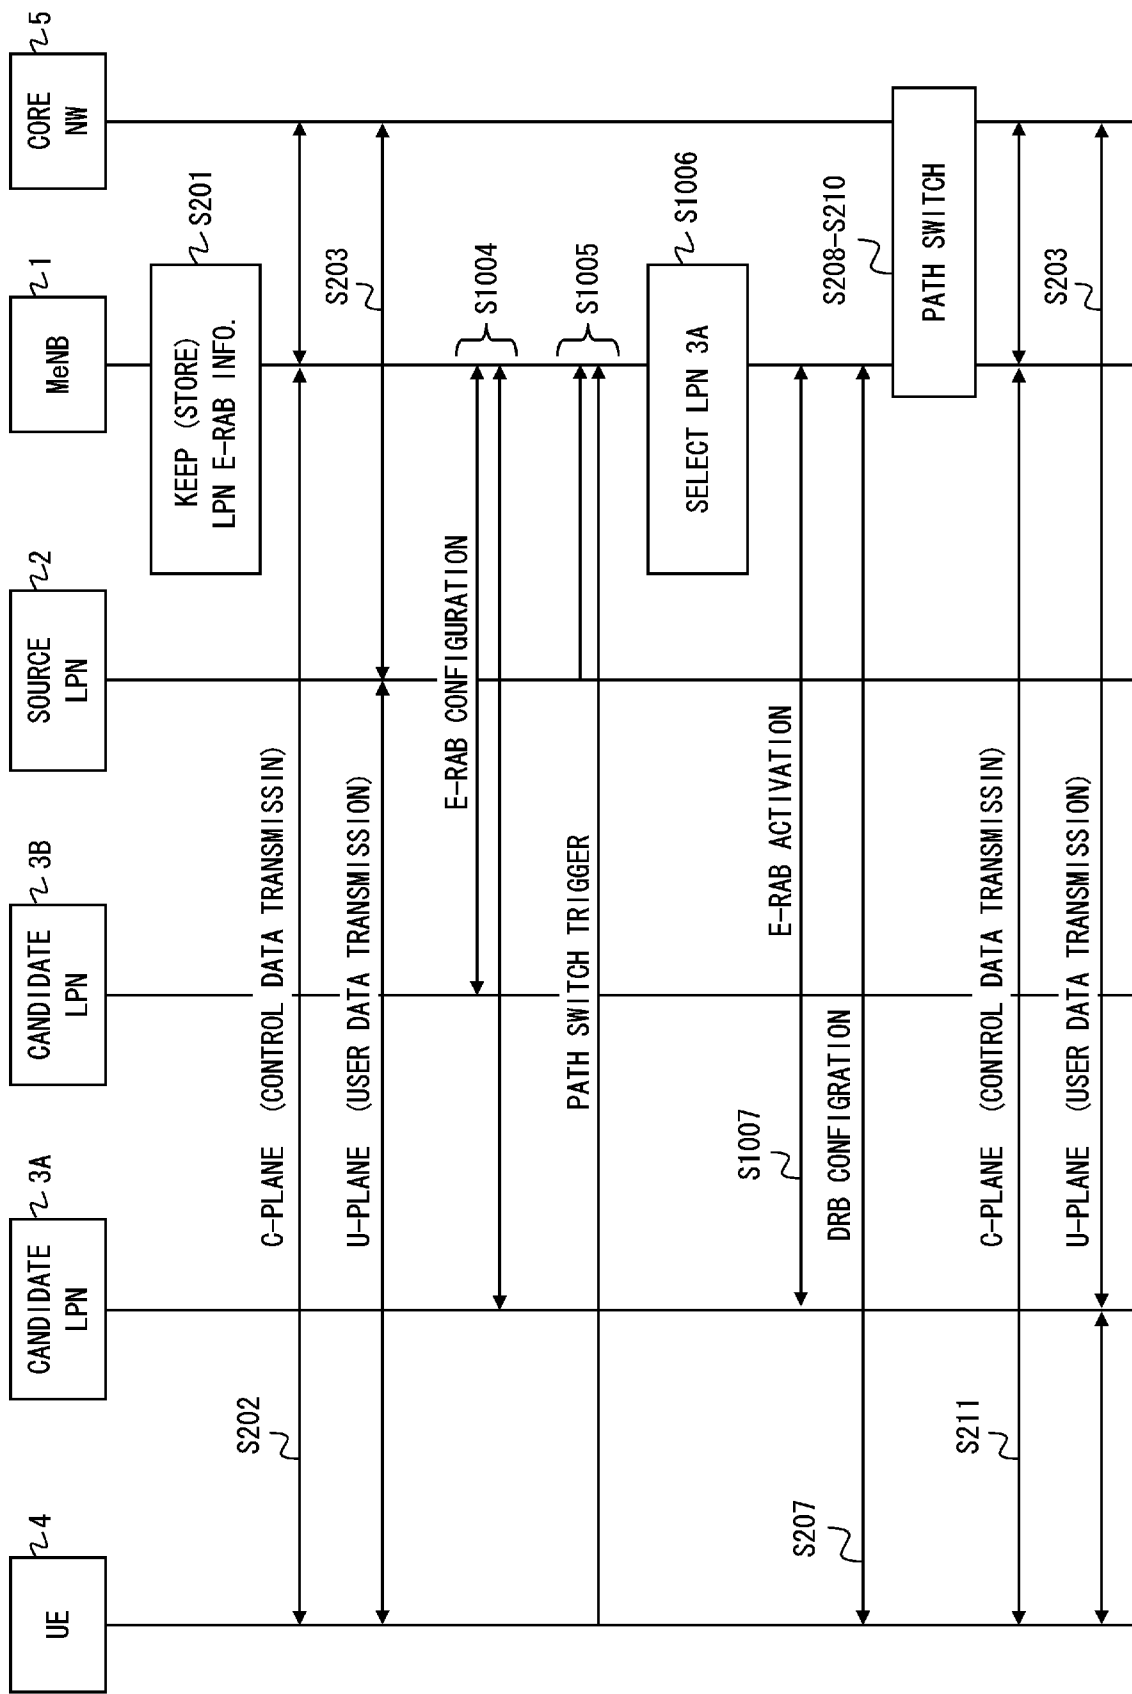 UE
4
CANDIDATE
LPN
3A
CANDIDATE
LPN
3B
SOURCE
LPN
2
MeNB
1
CORE
NW
5
KEEP (STORE)
LPN E-RAB INFO.
S201
S202
C-PLANE (CONTROL DATA TRANSMISSIN)
U-PLANE (USER DATA TRANSMISSION)
S203
E-RAB CONFIGURATION
S1004
PATH SWITCH TRIGGER
S1005
SELECT LPN 3A
S1006
S1007
E-RAB ACTIVATION
S207
DRB CONFIGRATION
S208-S210
PATH SWITCH
S211
C-PLANE (CONTROL DATA TRANSMISSIN)
U-PLANE (USER DATA TRANSMISSION)
S203